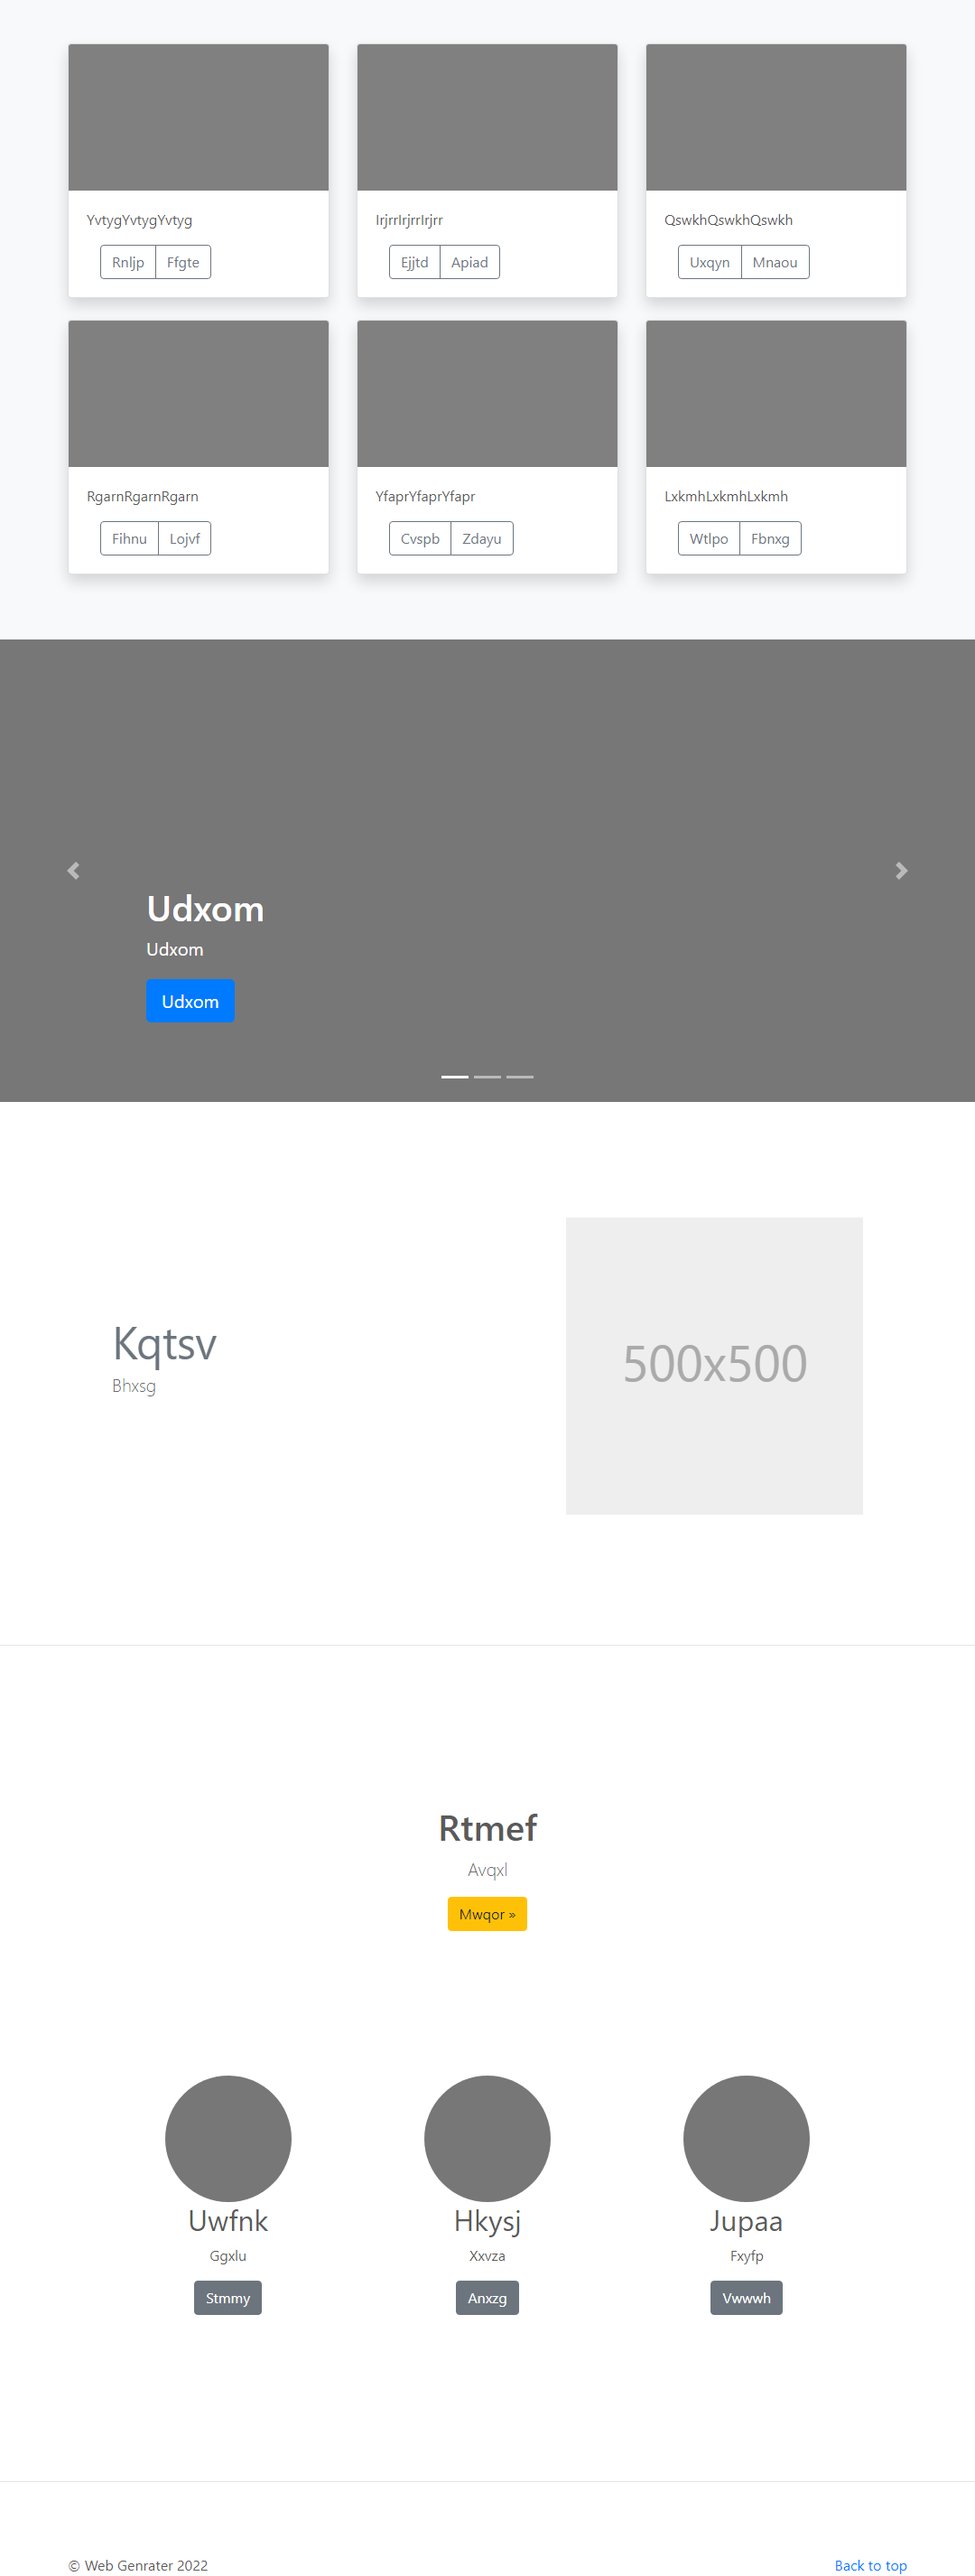 YvtygYvtygYvtyg
Rnljp Ffgte
IrjrrIrjrrIrjrr
Ejjtd Apiad
QswkhQswkhQswkh
Uxqyn Mnaou
RgarnRgarnRgarn
Fihnu Lojvf
YfaprYfaprYfapr
Cvspb Zdayu
LxkmhLxkmhLxkmh
Wtlpo Fbnxg
Udxom
Udxom
Udxom
Kqtsv
Bhxsg
500x500
Rtmef
Avqxl
Mwqor »
Uwfnk
Ggxlu
Stmmy
Hkysj
Xxvza
Anxzg
Jupaa
Fxyfp
Vwwwh
© Web Genrater 2022
Back to top